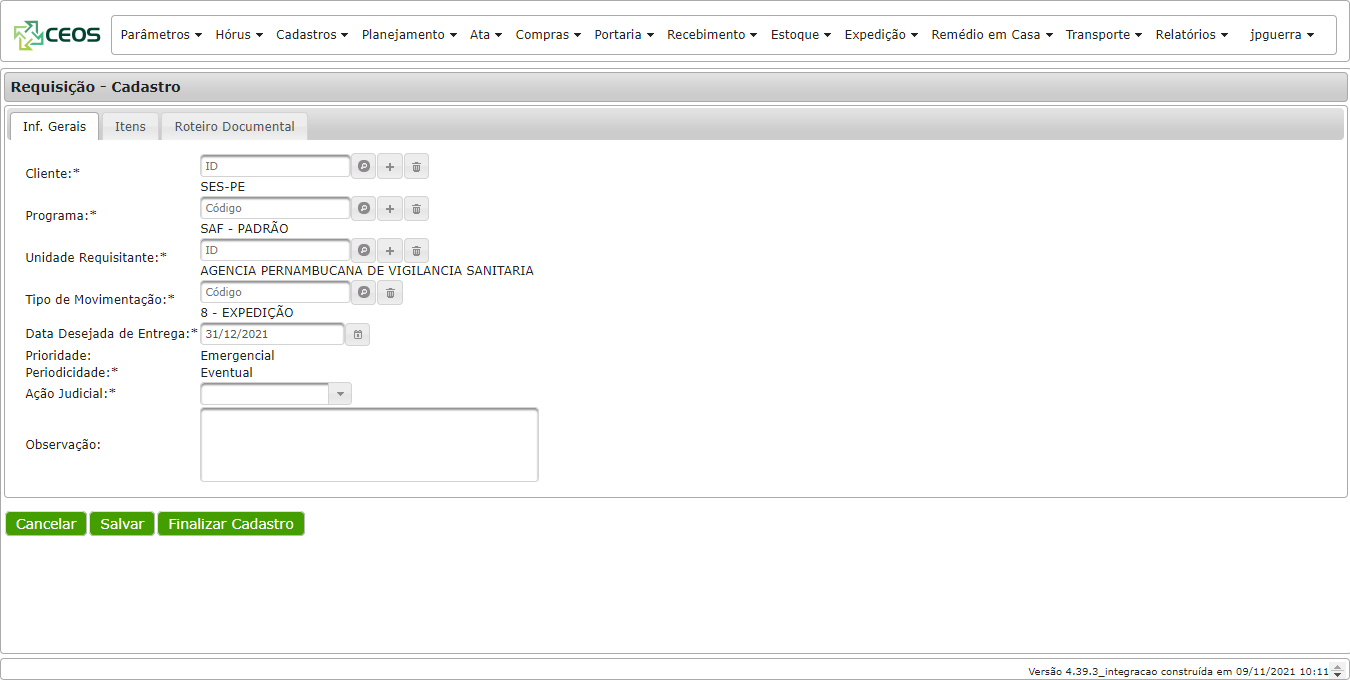 CEOS
Parâmetros Hórus Cadastros Planejamento Ata Compras Portaria Recebimento Estoque Expedição Remédio em Casa Transporte Relatórios jpguerra
Requisição - Cadastro
Inf. Gerais Itens Roteiro Documental
Cliente:* ID
SES-PE
Programa:* Código
SAF - PADRÃO
Unidade Requisitante:* ID
AGENCIA PERNAMBUCANA DE VIGILANCIA SANITARIA
Tipo de Movimentação:* Código
8 - EXPEDIÇÃO
Data Desejada de Entrega:* 31/12/2021
Prioridade: Emergencial
Periodicidade:* Eventual
Ação Judicial:*
Observação:
Cancelar Salvar Finalizar Cadastro
Versão 4.39.3_integracao construída em 09/11/2021 10:11